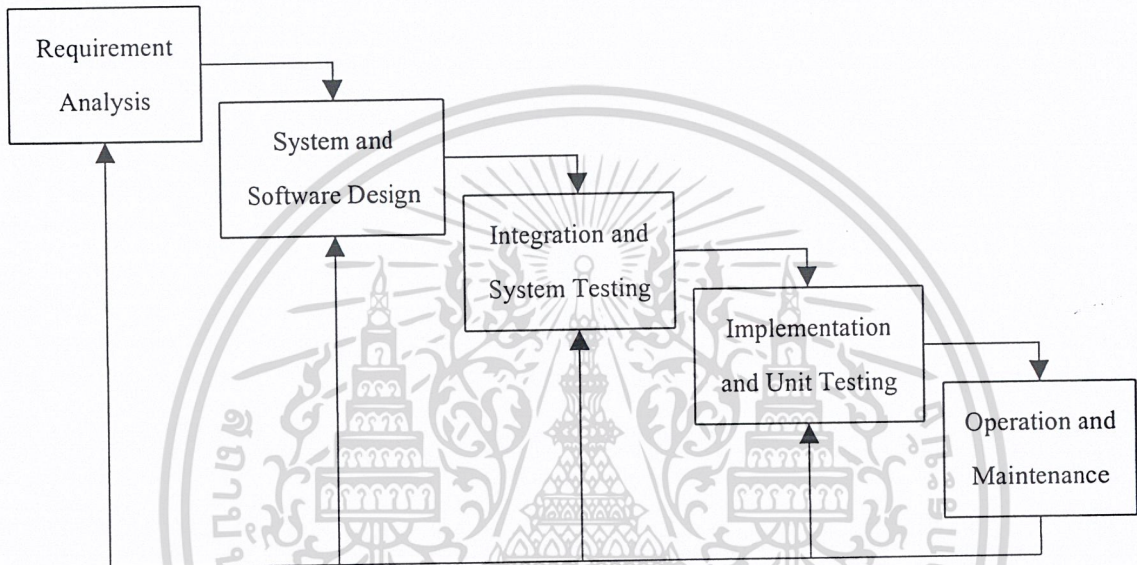 Requirement
Analysis
System and
Software Design
Integration and
System Testing
Implementation
and Unit Testing
Operation and
Maintenance